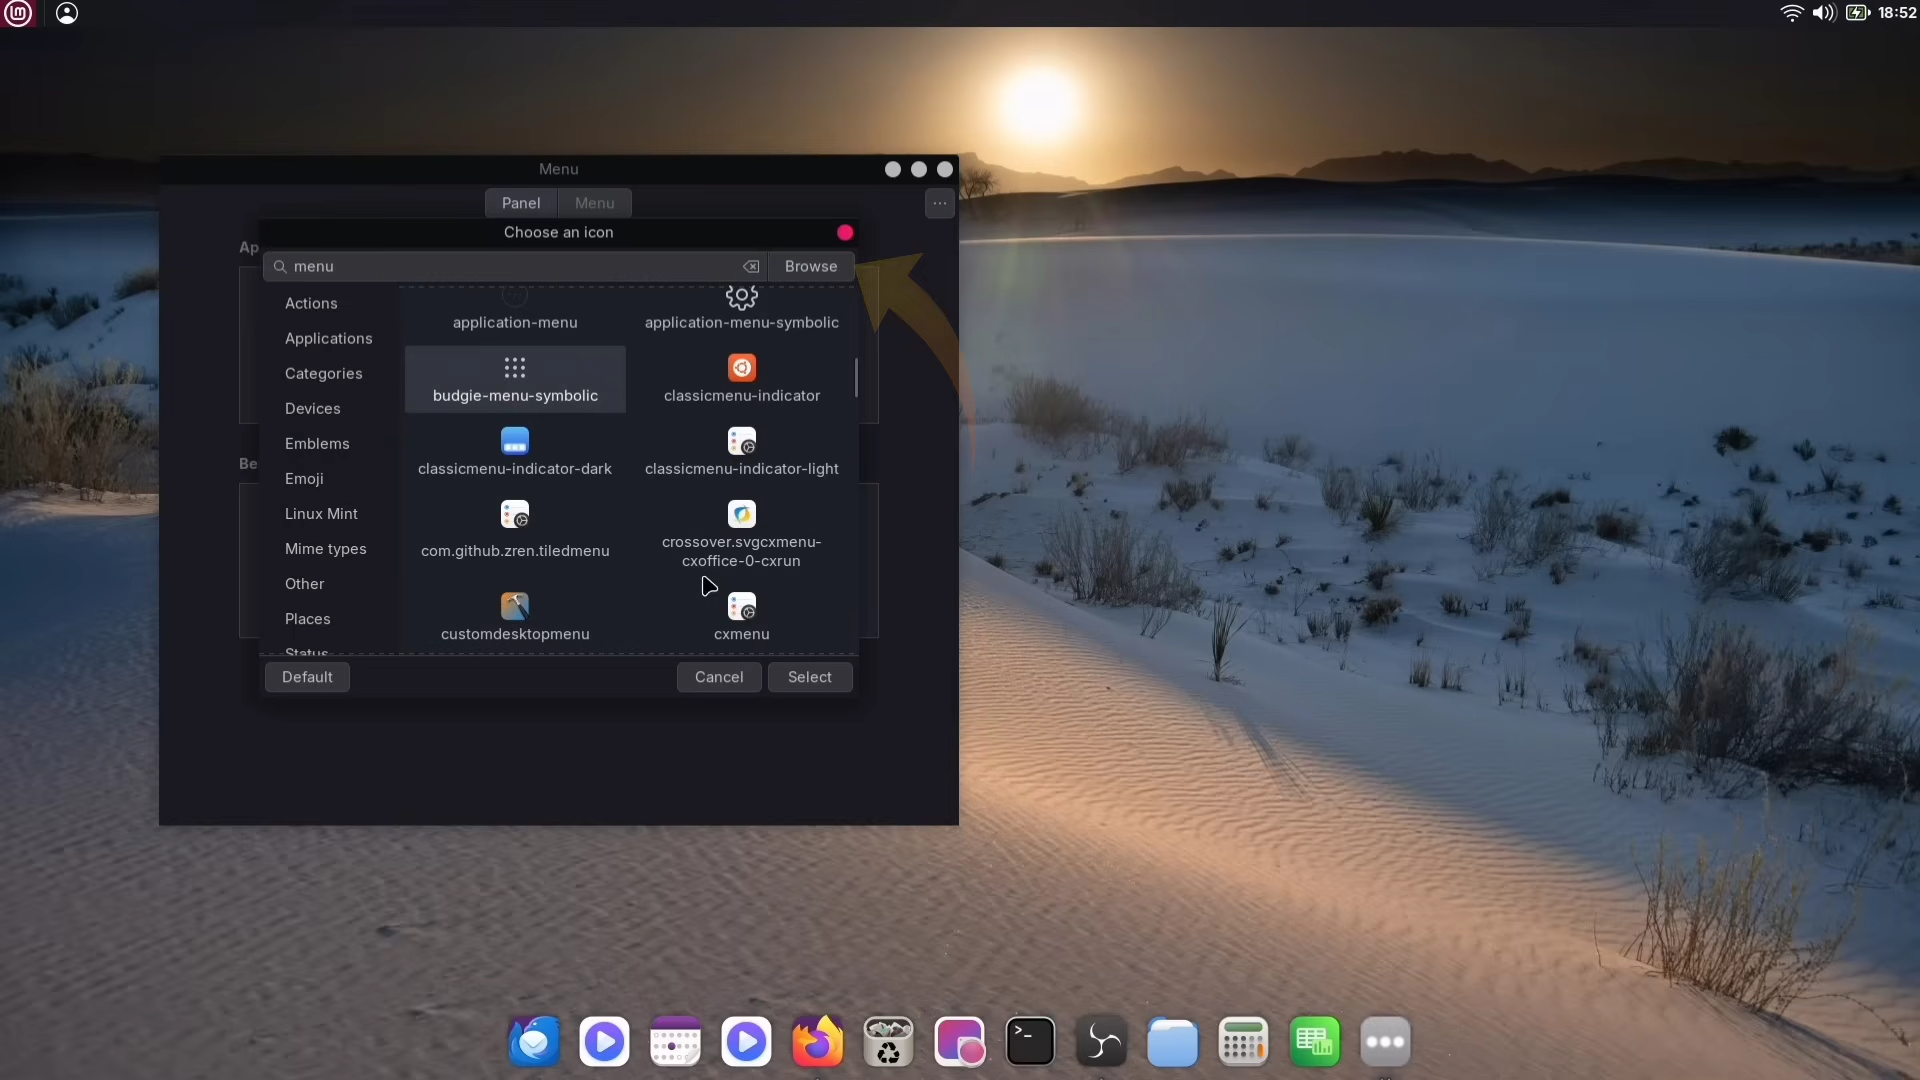 18:52
Menu
Panel
Menu
Ap
Choose an icon
menu
Browse
Actions
Applications
Categories
Devices
Emblems
Emoji
Linux Mint
Mime types
Other
Places
Status
application-menu
application-menu-symbolic
budgie-menu-symbolic
classicmenu-indicator
classicmenu-indicator-dark
classicmenu-indicator-light
com.github.zren.tiledmenu
crossover.svgcxmenu-
cxoffice-0-cxrun
customdesktopmenu
cxmenu
Be
Default
Cancel
Select